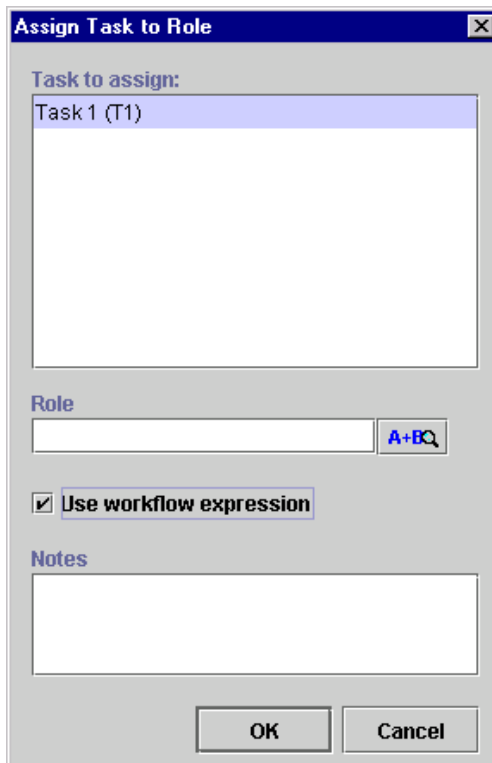 Assign Task to Role
Task to assign:
Task 1 (T1)
Role
A+B
Use workflow expression
Notes
OK
Cancel